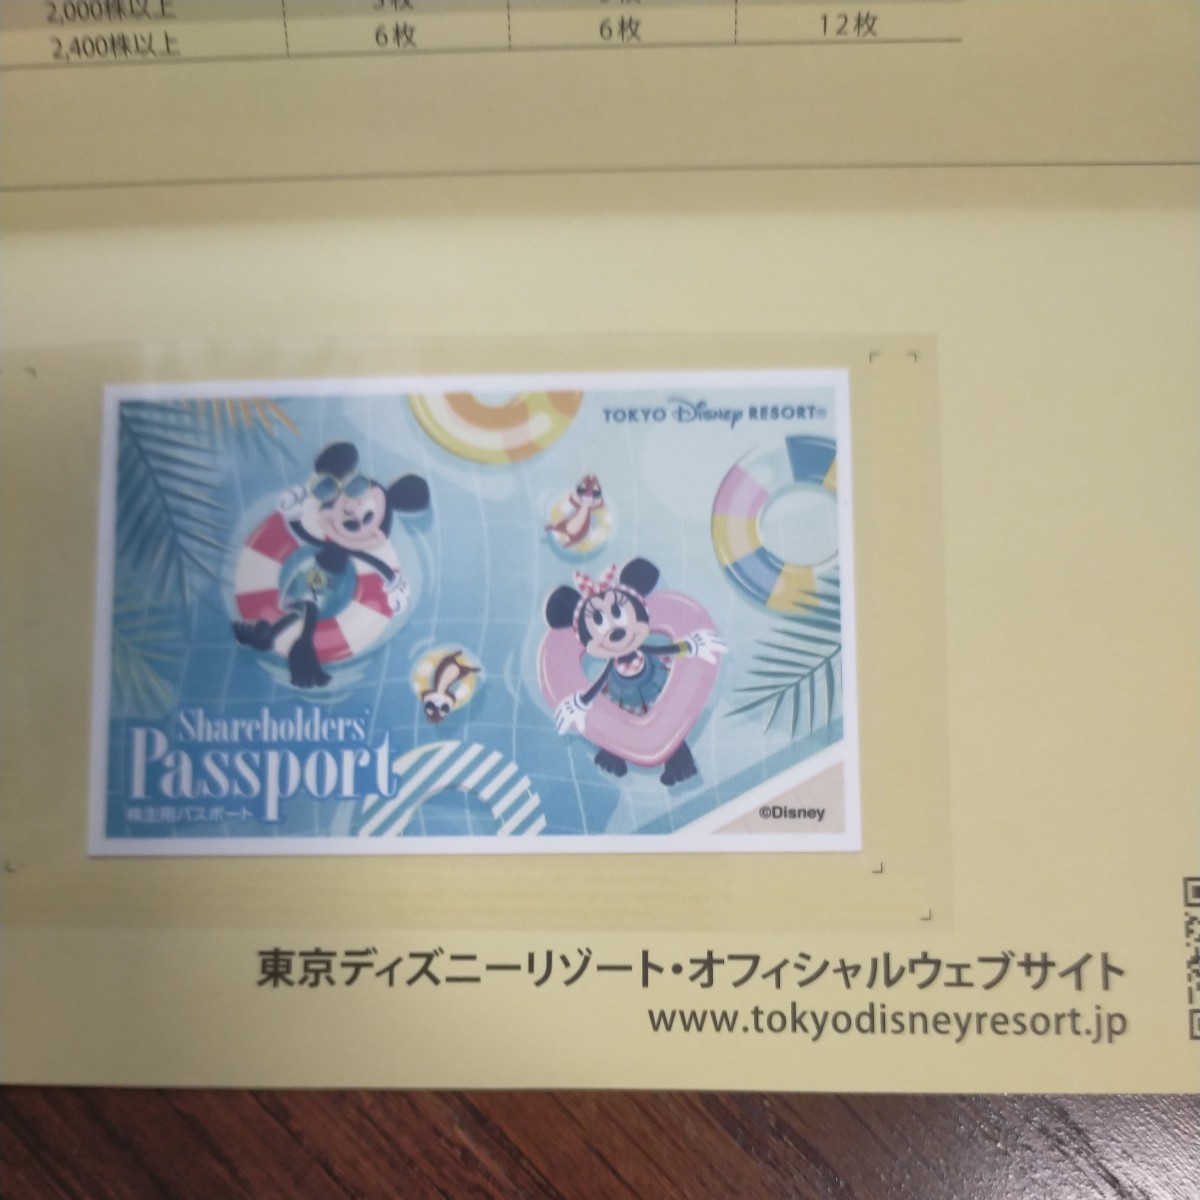 2,000株以上
2,400株以上 6枚 6枚 12枚
TOKYO Disney RESORT®
Shareholders'
Passport
株主用パスポート
©Disney
東京ディズニーリゾート・オフィシャルウェブサイト
www.tokyodisneyresort.jp